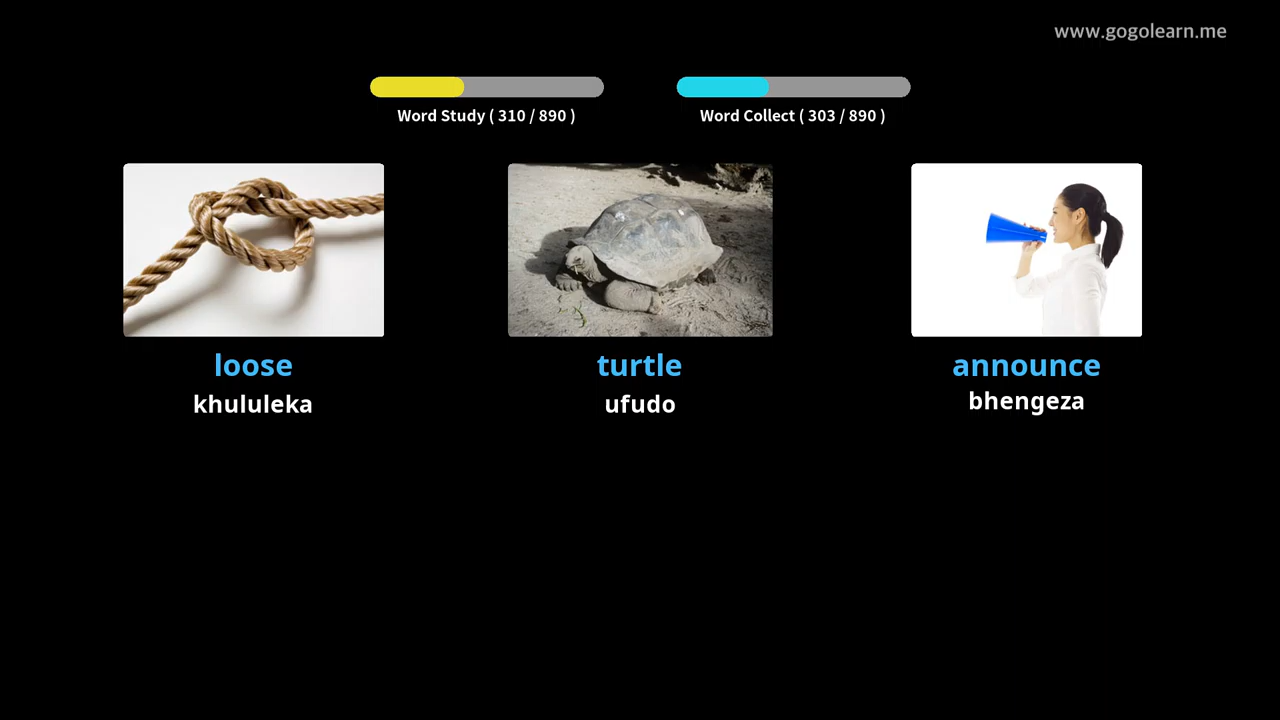 www.gogolearn.me
Word Study ( 310 / 890 )
Word Collect ( 303 / 890 )
loose
khululeka
turtle
ufudo
announce
bhengeza